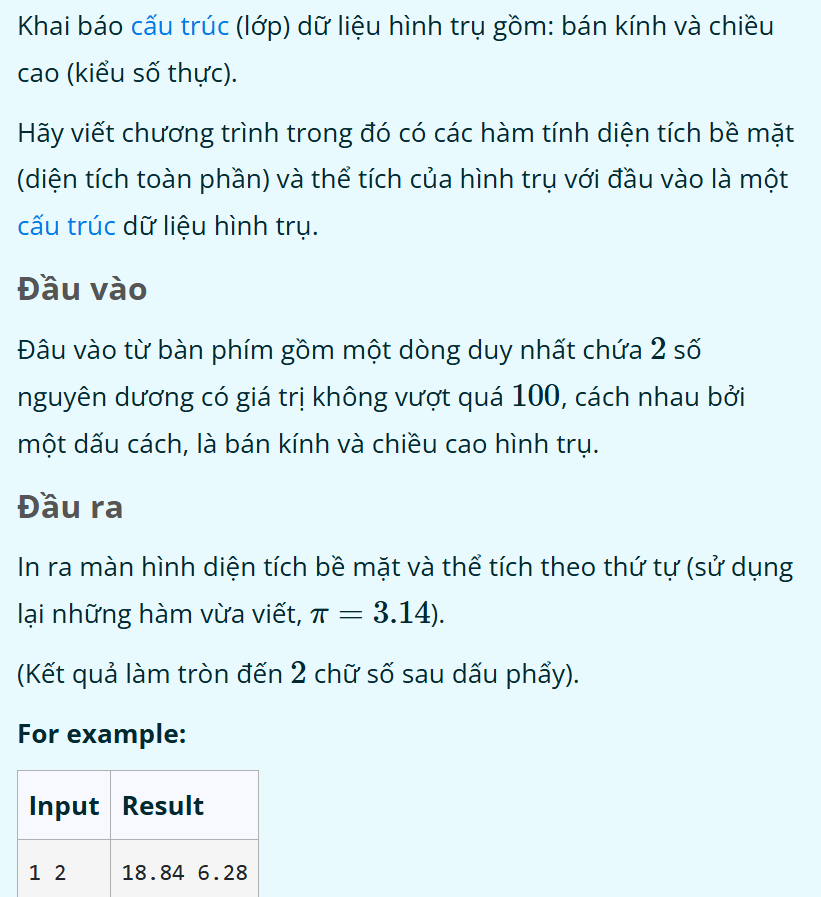 Khai báo cấu trúc (lớp) dữ liệu hình trụ gồm: bán kính và chiều
cao (kiểu số thực).
Hãy viết chương trình trong đó có các hàm tính diện tích bề mặt
(diện tích toàn phần) và thể tích của hình trụ với đầu vào là một
cấu trúc dữ liệu hình trụ.
Đầu vào
Đâu vào từ bàn phím gồm một dòng duy nhất chứa 2 số
nguyên dương có giá trị không vượt quá 100, cách nhau bởi
một dấu cách, là bán kính và chiều cao hình trụ.
Đầu ra
In ra màn hình diện tích bề mặt và thể tích theo thứ tự (sử dụng
lại những hàm vừa viết, π = 3.14).
(Kết quả làm tròn đến 2 chữ số sau dấu phẩy).
For example:
Input Result
1 2 18.84 6.28